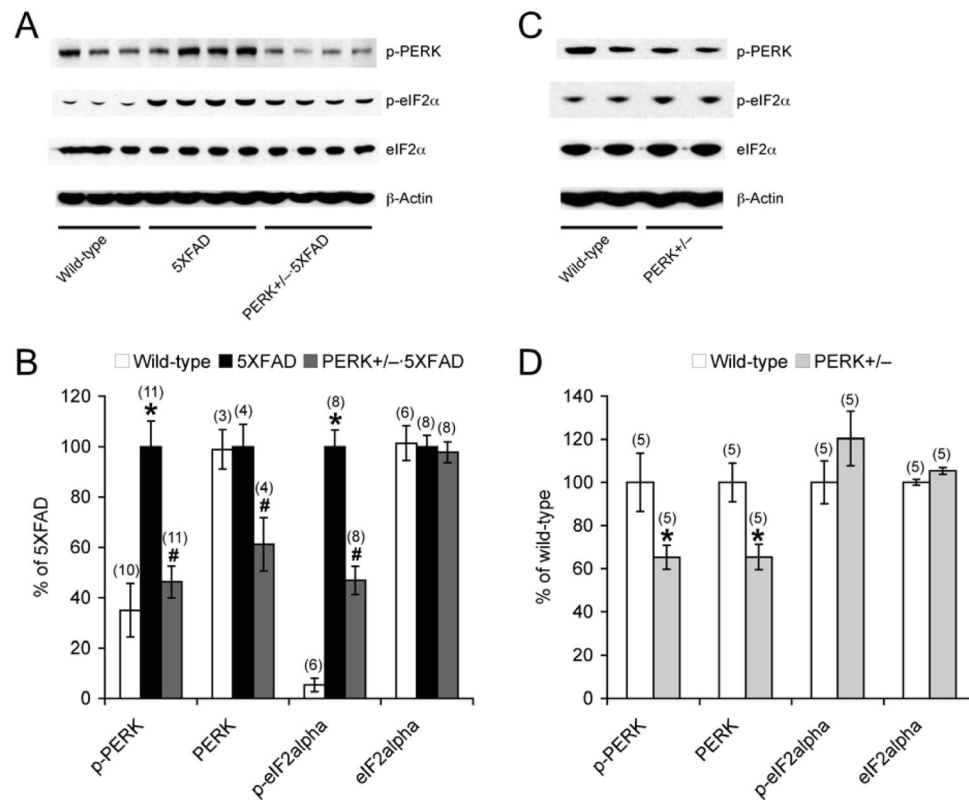 A
p-PERK
p-eIF2α
eIF2α
β-Actin
Wild-type
5XFAD
PERK+/–·5XFAD
C
p-PERK
p-eIF2α
eIF2α
β-Actin
Wild-type
PERK+/–
B
Wild-type 5XFAD PERK+/–·5XFAD
% of 5XFAD
120
100
80
60
40
20
0
(10)
(11)
*
(11)
#
(3)
(4)
(4)
#
(6)
(8)
*
(8)
#
(6)
(8)
(8)
p-PERK
PERK
p-eIF2alpha
eIF2alpha
D
Wild-type PERK+/–
% of wild-type
140
120
100
80
60
40
20
0
(5)
(5)
*
(5)
(5)
*
(5)
(5)
(5)
(5)
p-PERK
PERK
p-eIF2alpha
eIF2alpha